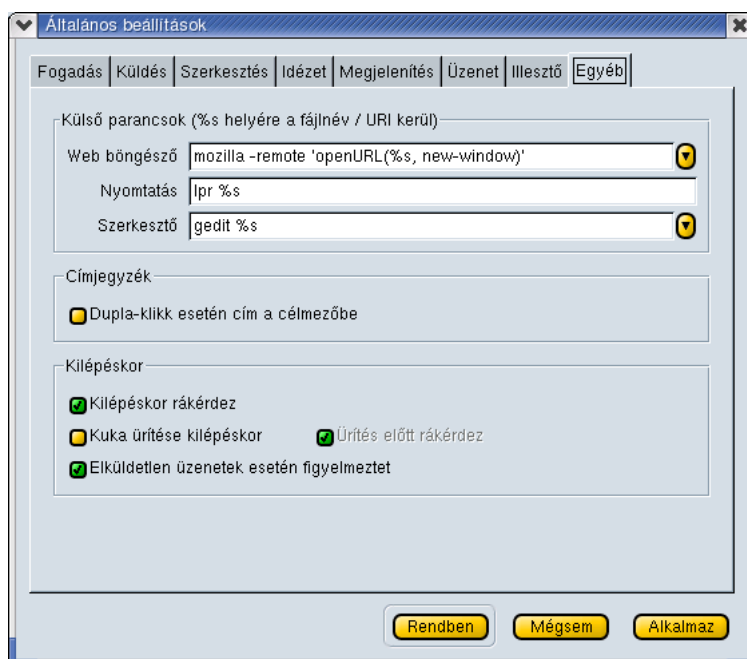 Általános beállítások
Fogadás Küldés Szerkesztés Idézet Megjelenítés Üzenet Illesztő Egyéb
Külső parancsok (%s helyére a fájlnév / URI kerül)
Web böngésző mozilla -remote 'openURL(%s, new-window)'
Nyomtatás lpr %s
Szerkesztő gedit %s
Címjegyzék
Dupla-klikk esetén cím a célmezőbe
Kilépéskor
Kilépéskor rákérdez
Kuka ürítése kilépéskor Ürítés előtt rákérdez
Elküldetlen üzenetek esetén figyelmeztet
Rendben Mégsem Alkalmaz